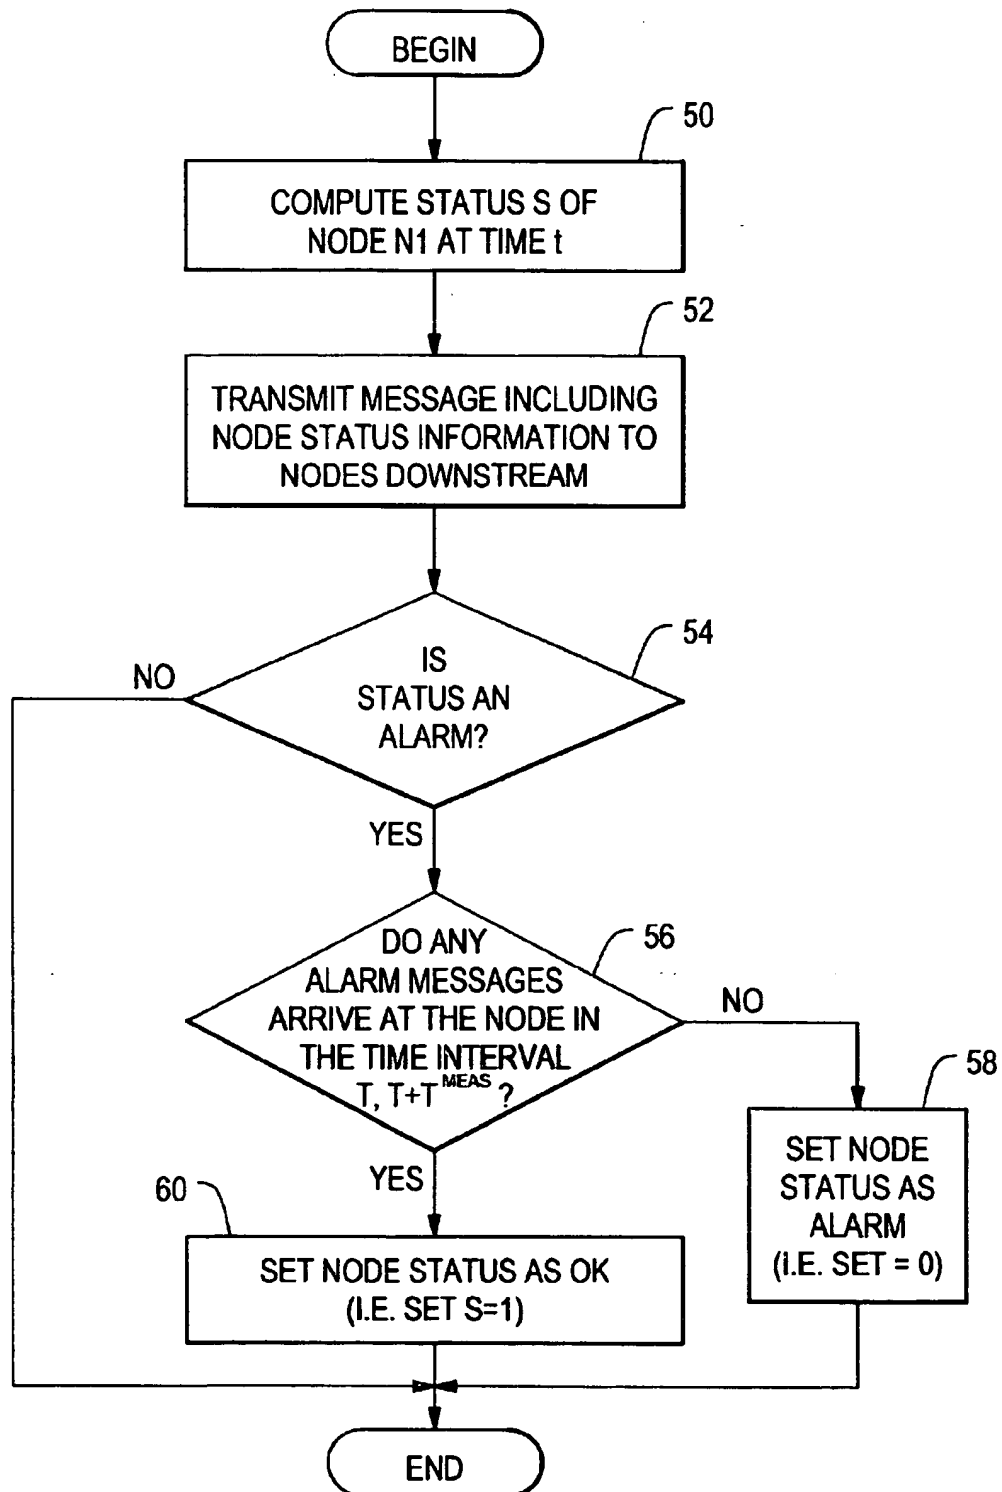 BEGIN
50
COMPUTE STATUS S OF
NODE N1 AT TIME t
52
TRANSMIT MESSAGE INCLUDING
NODE STATUS INFORMATION TO
NODES DOWNSTREAM
54
IS
STATUS AN
ALARM?
NO
YES
56
DO ANY
ALARM MESSAGES
ARRIVE AT THE NODE IN
THE TIME INTERVAL
T, T+T^MEAS ?
NO
YES
58
SET NODE
STATUS AS
ALARM
(I.E. SET = 0)
60
SET NODE STATUS AS OK
(I.E. SET S=1)
END